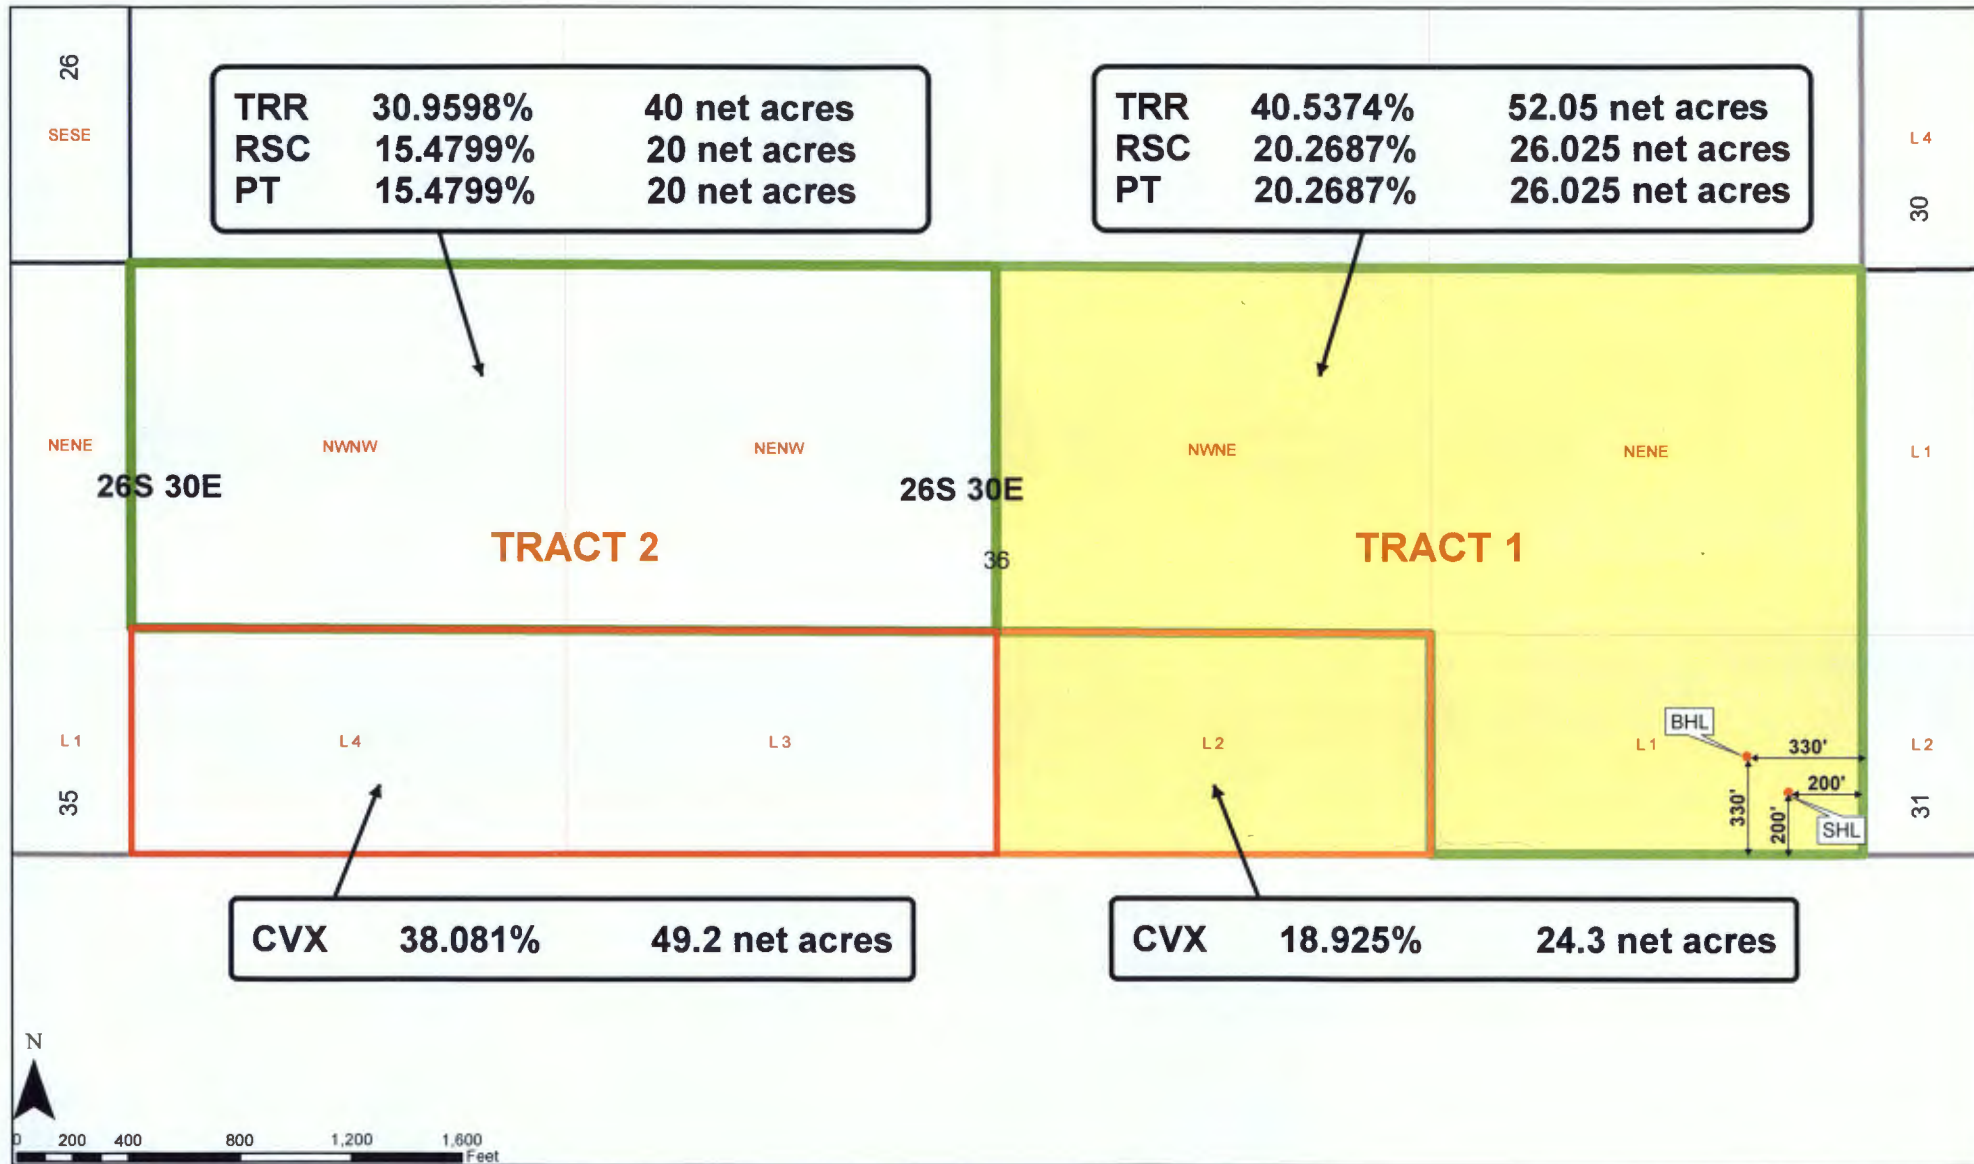 26
SESE
TRR 30.9598% 40 net acres
RSC 15.4799% 20 net acres
PT 15.4799% 20 net acres
TRR 40.5374% 52.05 net acres
RSC 20.2687% 26.025 net acres
PT 20.2687% 26.025 net acres
L 4
30
NENE
NWNW
NENW
NWNE
NENE
L 1
26S 30E
26S 30E
TRACT 2
36
TRACT 1
L 1
35
L 4
L 3
L 2
L 1
BHL
330'
330'
200'
200'
SHL
L 2
31
CVX 38.081% 49.2 net acres
CVX 18.925% 24.3 net acres
N
0 200 400 800 1,200 1,600
Feet